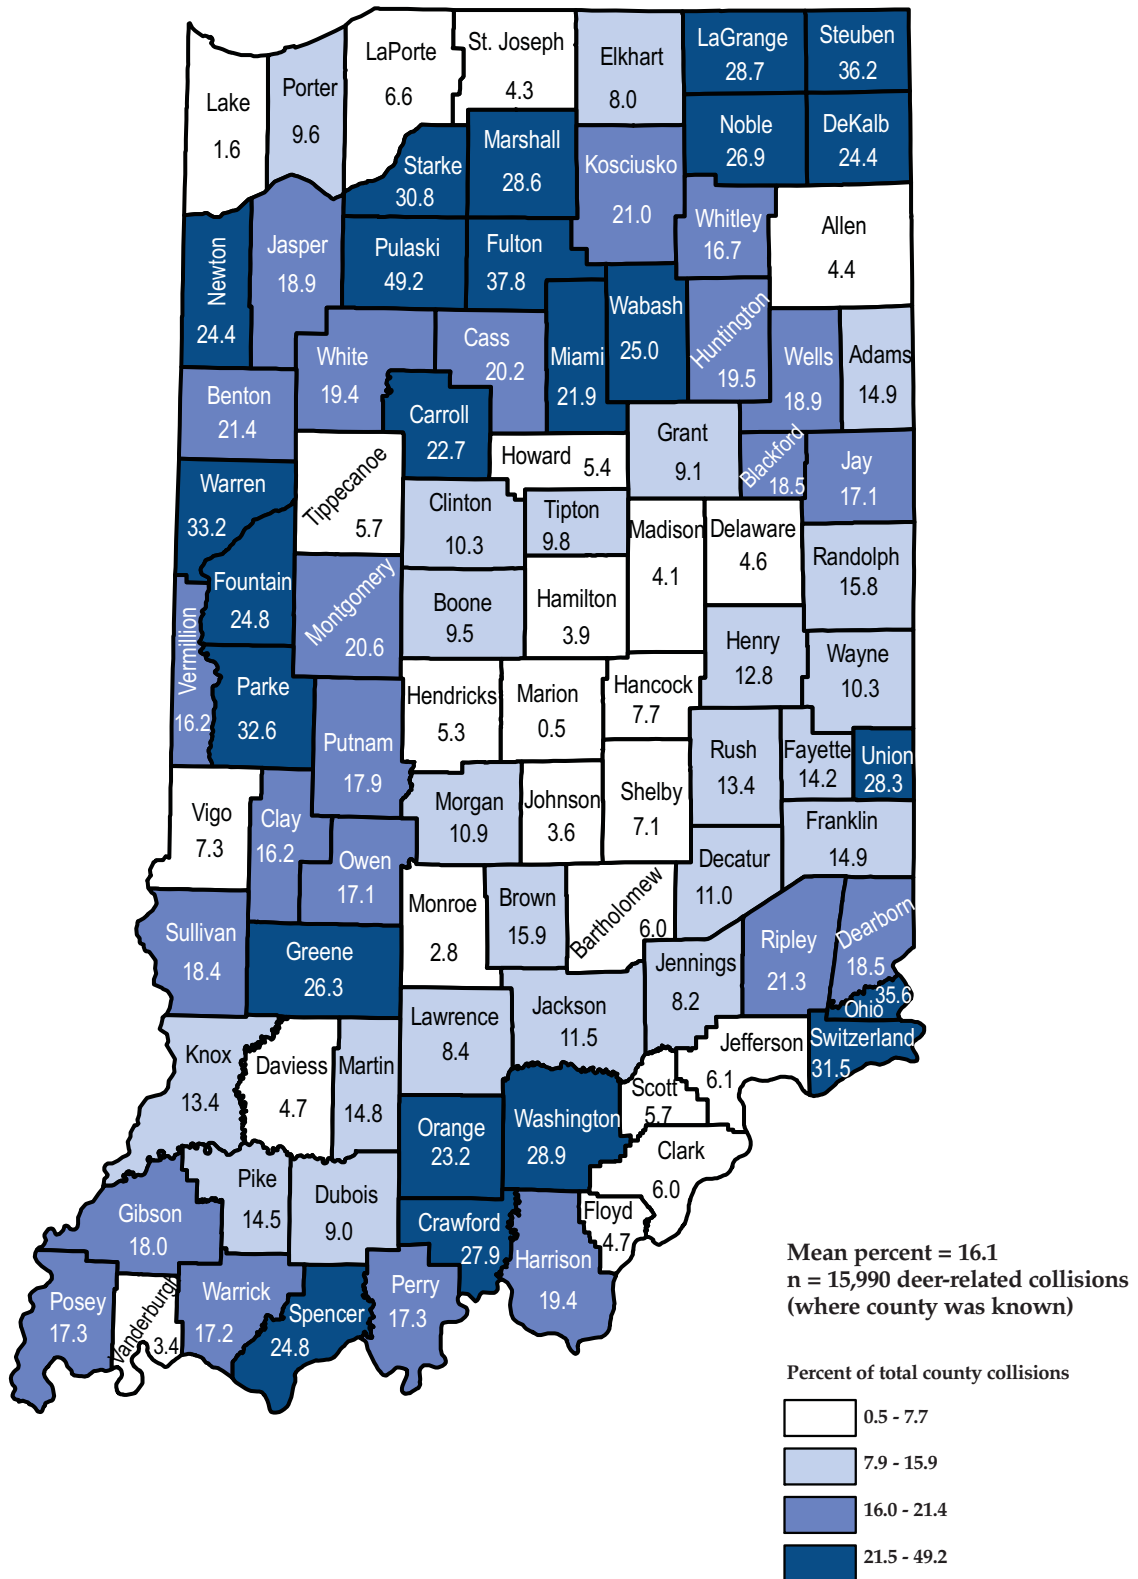 LaPorte
6.6
St. Joseph
4.3
Elkhart
8.0
LaGrange
28.7
Steuben
36.2
Lake
1.6
Porter
9.6
Starke
30.8
Marshall
28.6
Kosciusko
21.0
Noble
26.9
DeKalb
24.4
Newton
24.4
Jasper
18.9
Pulaski
49.2
Fulton
37.8
Whitley
16.7
Allen
4.4
White
19.4
Cass
20.2
Miami
21.9
Wabash
25.0
Huntington
19.5
Wells
18.9
Adams
14.9
Benton
21.4
Carroll
22.7
Howard 5.4
Grant
9.1
Blackford
18.5
Jay
17.1
Warren
33.2
Tippecanoe
5.7
Clinton
10.3
Tipton
9.8
Madison
4.1
Delaware
4.6
Randolph
15.8
Fountain
24.8
Montgomery
20.6
Boone
9.5
Hamilton
3.9
Henry
12.8
Wayne
10.3
Vermillion
16.2
Parke
32.6
Putnam
17.9
Hendricks
5.3
Marion
0.5
Hancock
7.7
Rush
13.4
Fayette
14.2
Union
28.3
Vigo
7.3
Clay
16.2
Owen
17.1
Morgan
10.9
Johnson
3.6
Shelby
7.1
Decatur
11.0
Franklin
14.9
Sullivan
18.4
Greene
26.3
Monroe
2.8
Brown
15.9
Bartholomew
6.0
Jennings
8.2
Ripley
21.3
Dearborn
18.5
35.6
Ohio
Knox
13.4
Daviess
4.7
Martin
14.8
Lawrence
8.4
Jackson
11.5
Scott
5.7
Jefferson
6.1
Switzerland
31.5
Orange
23.2
Washington
28.9
Clark
6.0
Gibson
18.0
Pike
14.5
Dubois
9.0
Crawford
27.9
Harrison
19.4
Floyd
4.7
Posey
17.3
Vanderburgh
3.4
Warrick
17.2
Spencer
24.8
Perry
17.3
Mean percent = 16.1
n = 15,990 deer-related collisions
(where county was known)
Percent of total county collisions
0.5 - 7.7
7.9 - 15.9
16.0 - 21.4
21.5 - 49.2